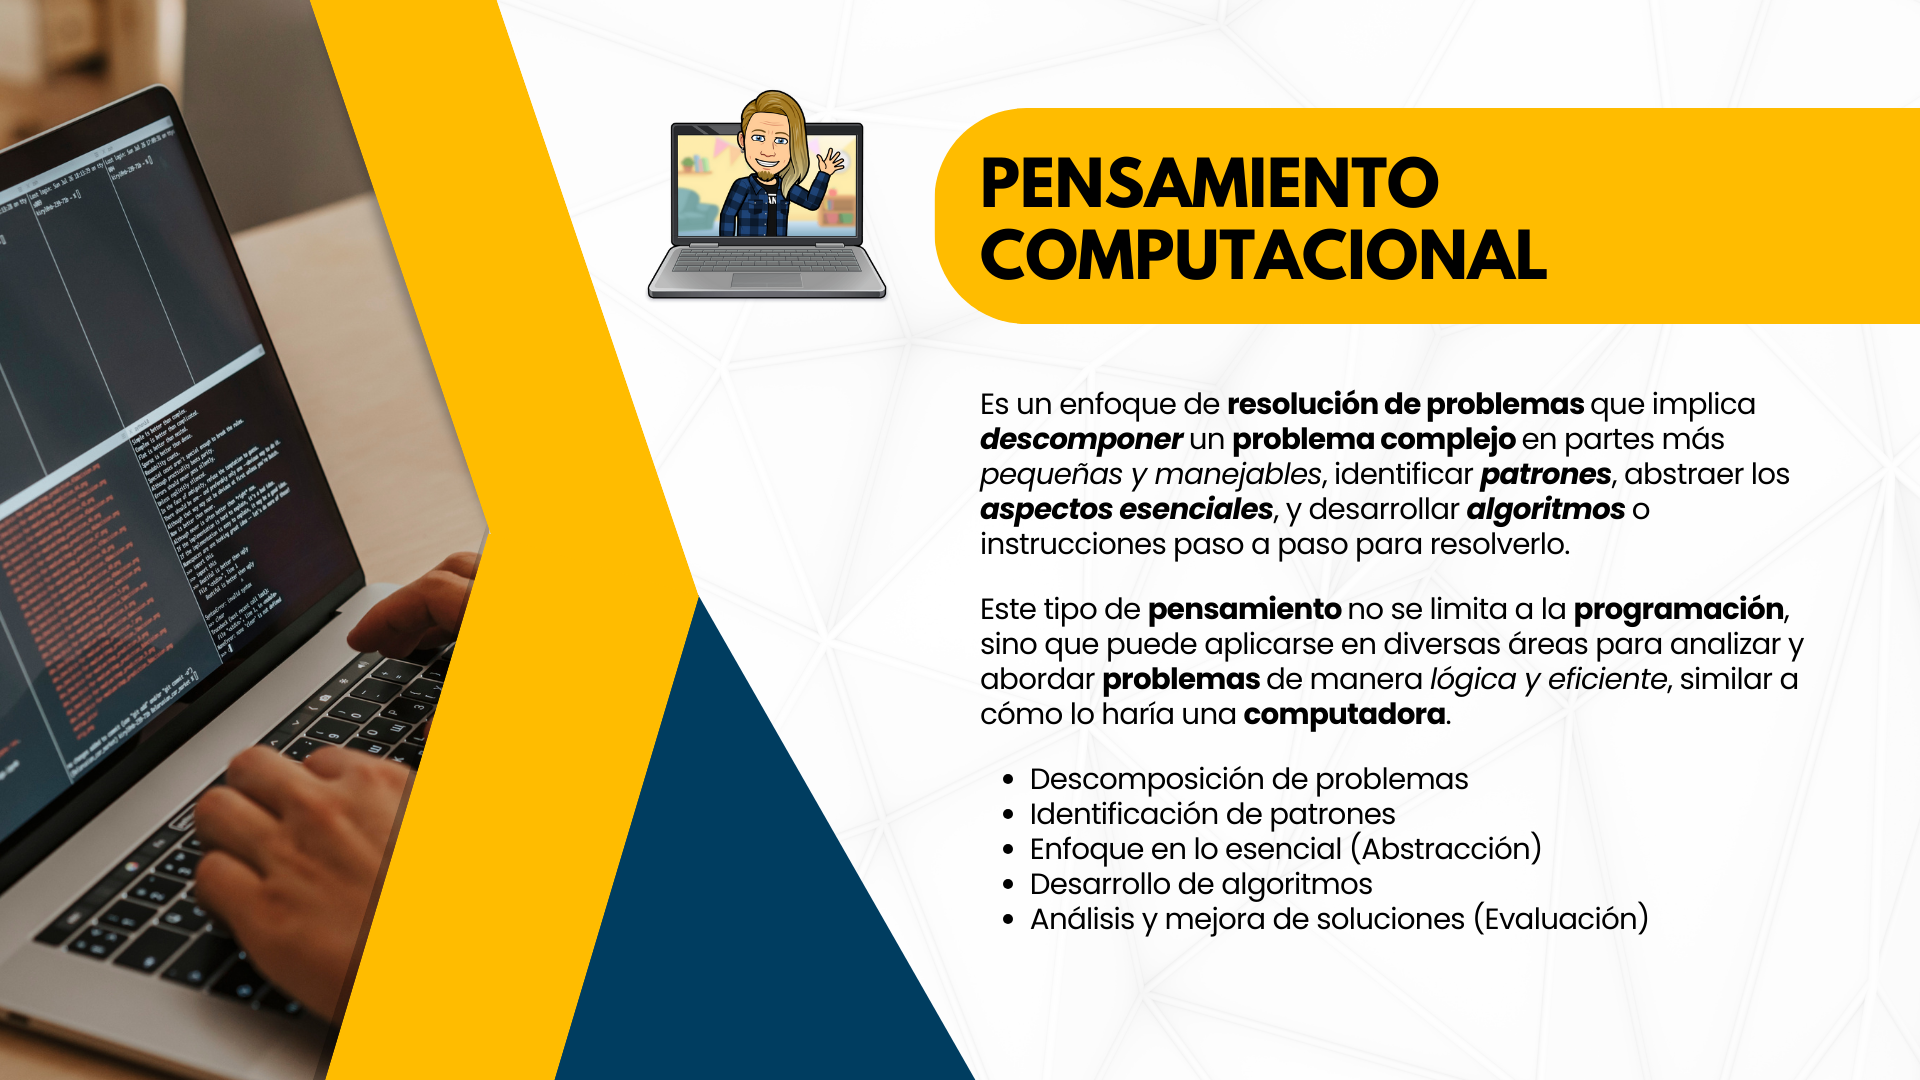 PENSAMIENTO
COMPUTACIONAL
Es un enfoque de resolución de problemas que implica
descomponer un problema complejo en partes más
pequeñas y manejables, identificar patrones, abstraer los
aspectos esenciales, y desarrollar algoritmos o
instrucciones paso a paso para resolverlo.
Este tipo de pensamiento no se limita a la programación,
sino que puede aplicarse en diversas áreas para analizar y
abordar problemas de manera lógica y eficiente, similar a
cómo lo haría una computadora.
• Descomposición de problemas
• Identificación de patrones
• Enfoque en lo esencial (Abstracción)
• Desarrollo de algoritmos
• Análisis y mejora de soluciones (Evaluación)